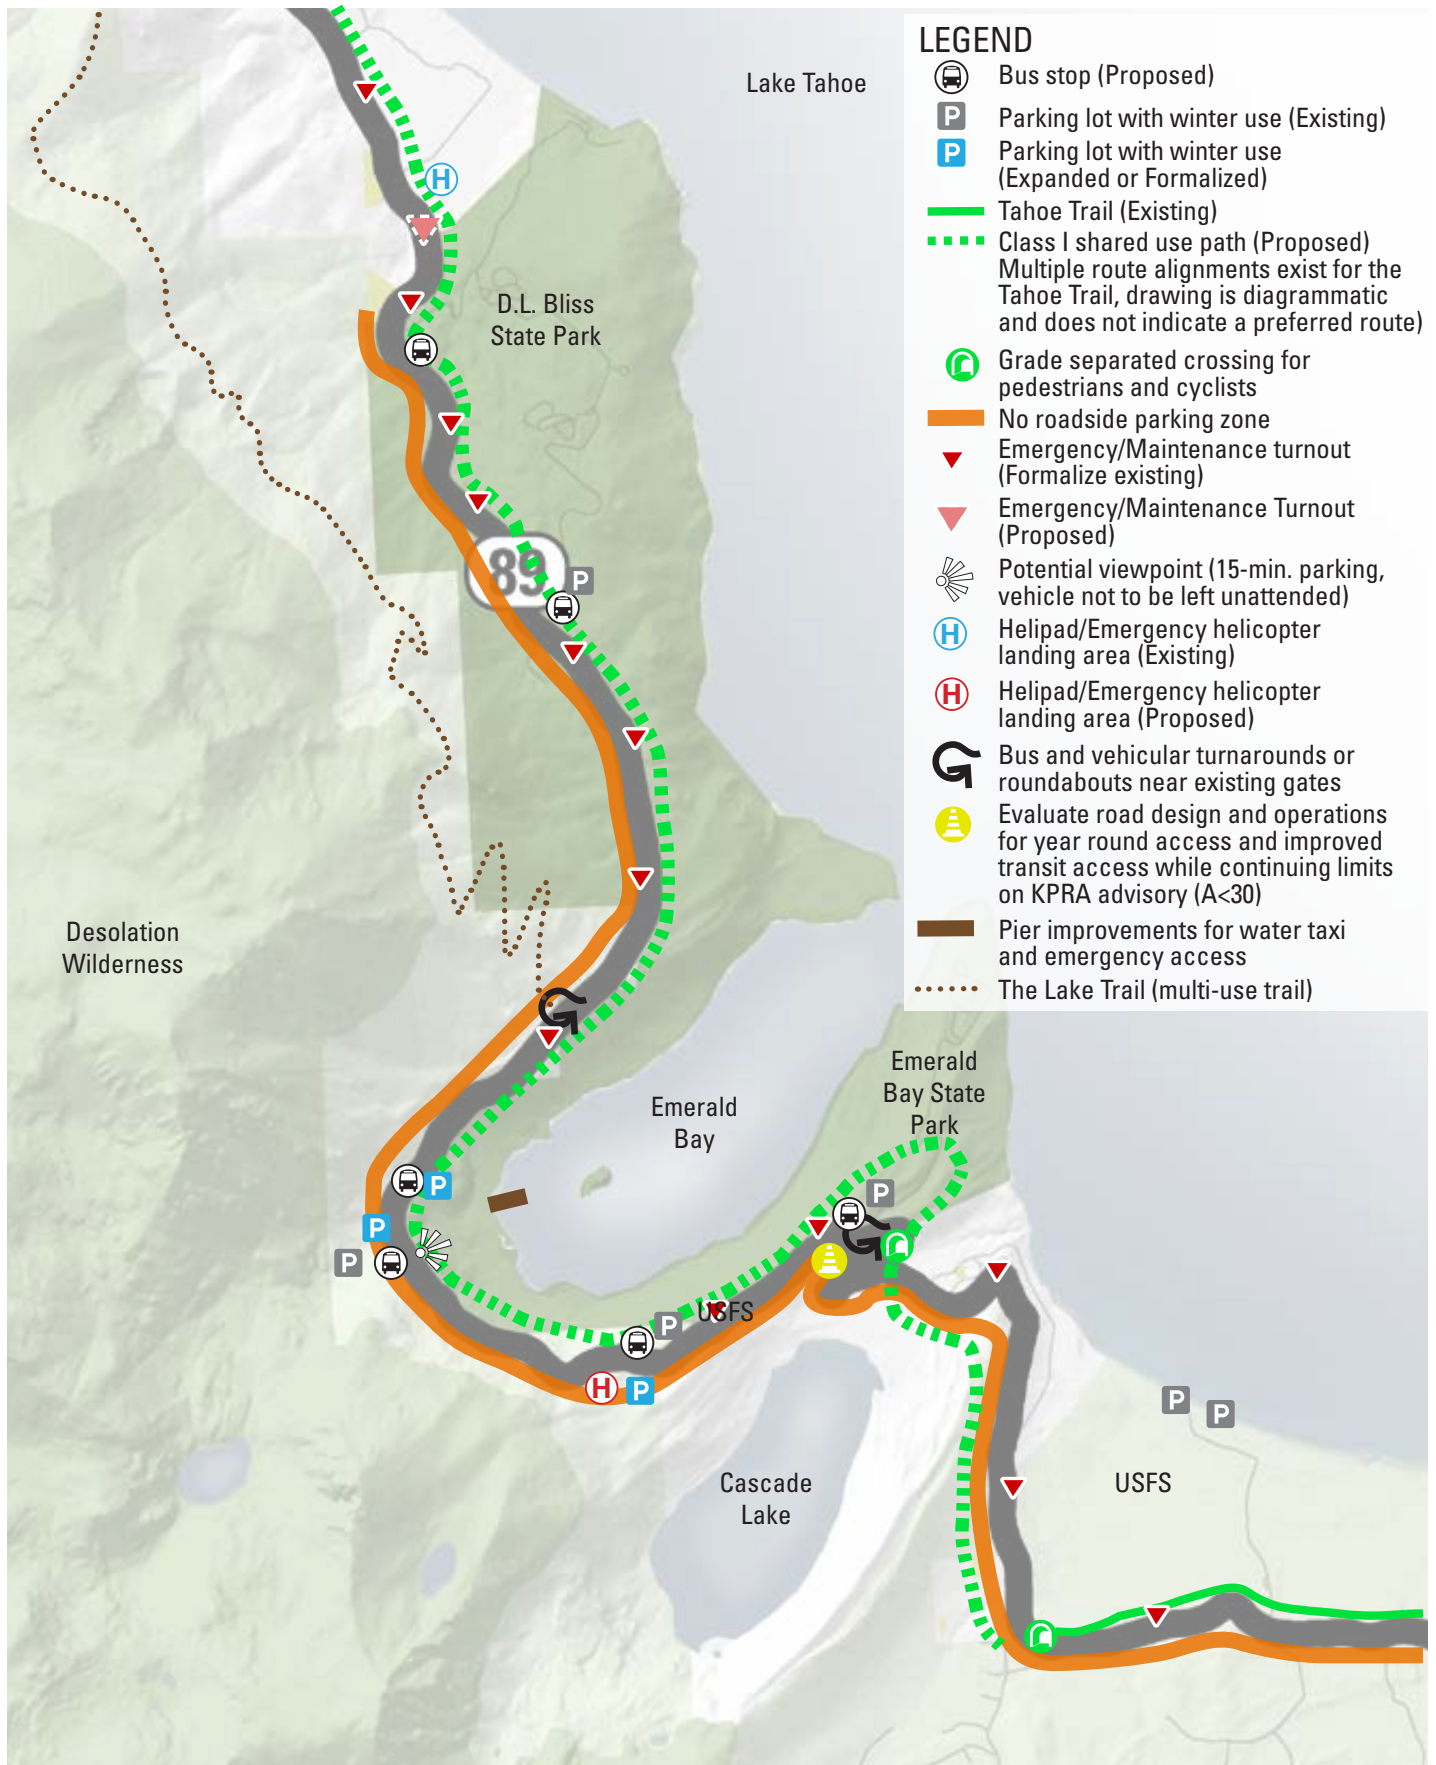 LEGEND
Bus stop (Proposed)
P
Parking lot with winter use (Existing)
P
Parking lot with winter use
(Expanded or Formalized)
Tahoe Trail (Existing)
Class I shared use path (Proposed)
Multiple route alignments exist for the
Tahoe Trail, drawing is diagrammatic
and does not indicate a preferred route)
Grade separated crossing for
pedestrians and cyclists
No roadside parking zone
Emergency/Maintenance turnout
(Formalize existing)
Emergency/Maintenance Turnout
(Proposed)
Potential viewpoint (15-min. parking,
vehicle not to be left unattended)
H
Helipad/Emergency helicopter
landing area (Existing)
H
Helipad/Emergency helicopter
landing area (Proposed)
Bus and vehicular turnarounds or
roundabouts near existing gates
Evaluate road design and operations
for year round access and improved
transit access while continuing limits
on KPRA advisory (A<30)
Pier improvements for water taxi
and emergency access
The Lake Trail (multi-use trail)
Lake Tahoe
H
D.L. Bliss
State Park
89
P
Desolation
Wilderness
Emerald
Bay State
Park
Emerald
Bay
P
P
P
P
USFS
P
H
P
P
P
Cascade
Lake
USFS